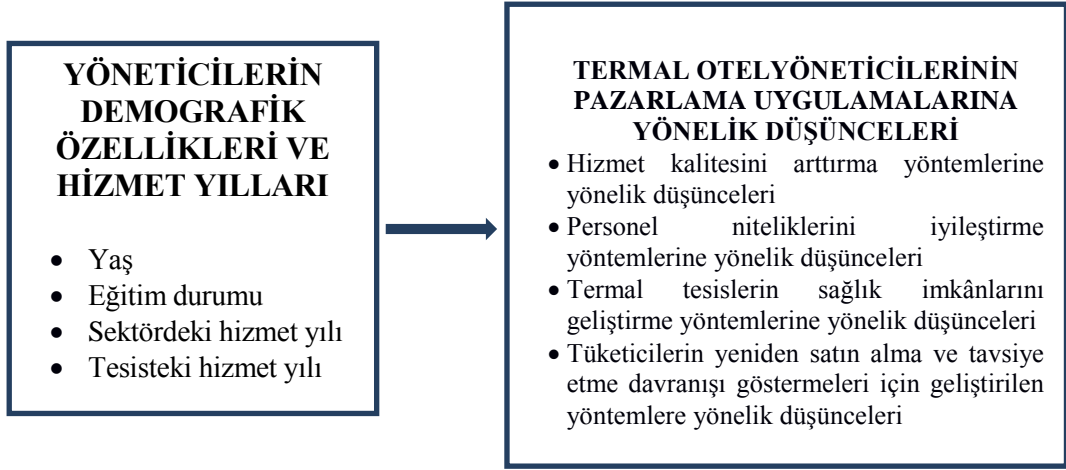 YÖNETİCİLERİN
DEMOGRAFİK
ÖZELLİKLERİ VE
HİZMET YILLARI
• Yaş
• Eğitim durumu
• Sektördeki hizmet yılı
• Tesisteki hizmet yılı
TERMAL OTELYÖNETİCİLERİNİN
PAZARLAMA UYGULAMALARINA
YÖNELİK DÜŞÜNCELERİ
• Hizmet kalitesini arttırma yöntemlerine
yönelik düşünceleri
• Personel niteliklerini iyileştirme
yöntemlerine yönelik düşünceleri
• Termal tesislerin sağlık imkânlarını
geliştirme yöntemlerine yönelik düşünceleri
• Tüketicilerin yeniden satın alma ve tavsiye
etme davranışı göstermeleri için geliştirilen
yöntemlere yönelik düşünceleri